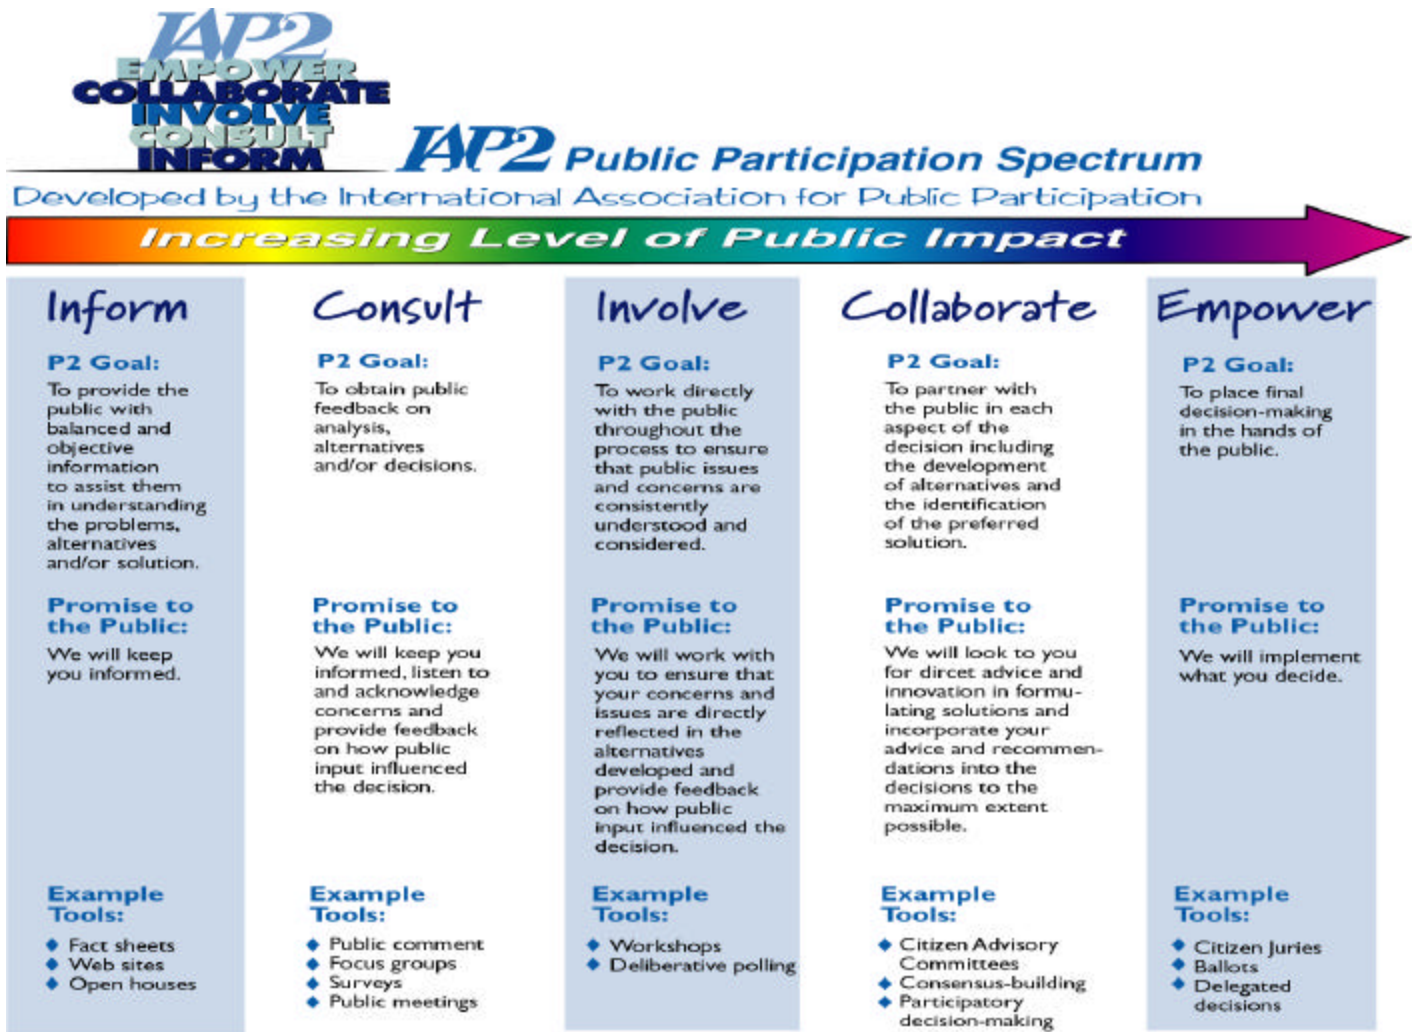 IAP2
EMPOWER
COLLABORATE
INVOLVE
CONSULT
INFORM
IAP2 Public Participation Spectrum
Developed by the International Association for Public Participation
Increasing Level of Public Impact
Inform
P2 Goal:
To provide the
public with
balanced and
objective
information
to assist them
in understanding
the problems,
alternatives
and/or solution.
Promise to
the Public:
We will keep
you informed.
Example
Tools:
Fact sheets
Web sites
Open houses
Consult
P2 Goal:
To obtain public
feedback on
analysis,
alternatives
and/or decisions.
Promise to
the Public:
We will keep you
informed, listen to
and acknowledge
concerns and
provide feedback
on how public
input influenced
the decision.
Example
Tools:
Public comment
Focus groups
Surveys
Public meetings
Involve
P2 Goal:
To work directly
with the public
throughout the
process to ensure
that public issues
and concerns are
consistently
understood and
considered.
Promise to
the Public:
We will work with
you to ensure that
your concerns and
issues are directly
reflected in the
alternatives
developed and
provide feedback
on how public
input influenced the
decision.
Example
Tools:
Workshops
Deliberative polling
Collaborate
P2 Goal:
To partner with
the public in each
aspect of the
decision including
the development
of alternatives and
the identification
of the preferred
solution.
Promise to
the Public:
We will look to you
for dircet advice and
innovation in formu-
lating solutions and
incorporate your
advice and recommen-
dations into the
decisions to the
maximum extent
possible.
Example
Tools:
Citizen Advisory
Committees
Consensus-building
Participatory
decision-making
Empower
P2 Goal:
To place final
decision-making
in the hands of
the public.
Promise to
the Public:
We will implement
what you decide.
Example
Tools:
Citizen Juries
Ballots
Delegated
decisions